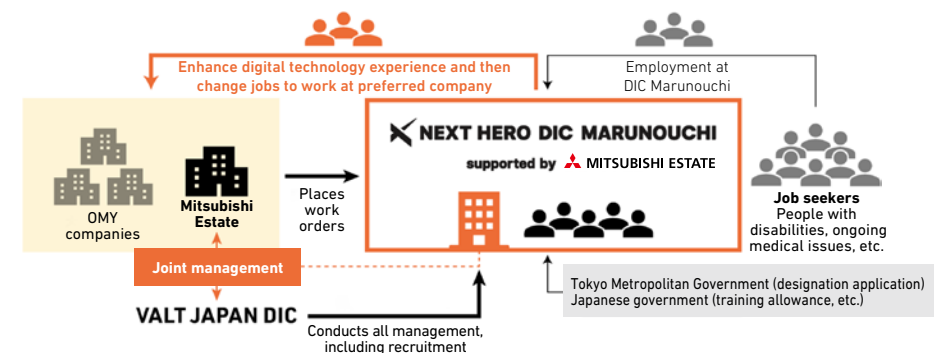 Enhance digital technology experience and then
change jobs to work at preferred company
Employment at
DIC Marunouchi
NEXT HERO DIC MARUNOUCHI
supported by MITSUBISHI ESTATE
OMY
companies
Mitsubishi
Estate
Places
work
orders
Job seekers
People with
disabilities, ongoing
medical issues, etc.
Joint management
Tokyo Metropolitan Government (designation application)
Japanese government (training allowance, etc.)
VALT JAPAN DIC
Conducts all management,
including recruitment